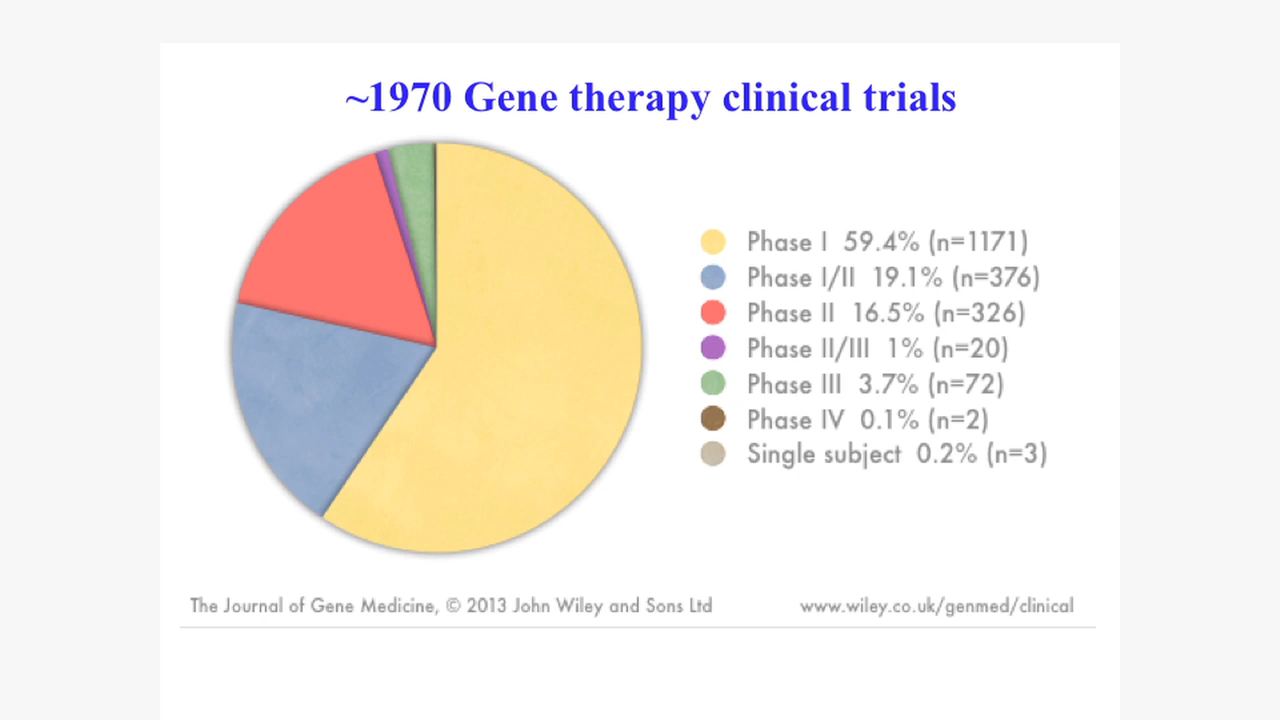 ~1970 Gene therapy clinical trials
Phase I 59.4% (n=1171)
Phase I/II 19.1% (n=376)
Phase II 16.5% (n=326)
Phase II/III 1% (n=20)
Phase III 3.7% (n=72)
Phase IV 0.1% (n=2)
Single subject 0.2% (n=3)
The Journal of Gene Medicine, © 2013 John Wiley and Sons Ltd
www.wiley.co.uk/genmed/clinical